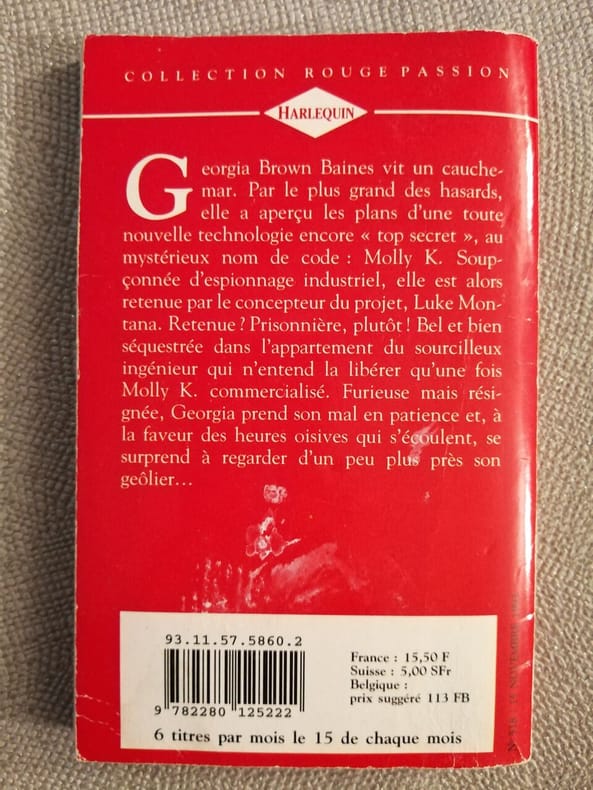 COLLECTION ROUGE PASSION
HARLEQUIN
Georgia Brown Baines vit un cauche-
mar. Par le plus grand des hasards,
elle a aperçu les plans d'une toute
nouvelle technologie encore « top secret », au
mystérieux nom de code : Molly K. Soup-
çonnée d'espionnage industriel, elle est alors
retenue par le concepteur du projet, Luke Mon-
tana. Retenue ? Prisonnière, plutôt ! Bel et bien
séquestrée dans l'appartement du sourcilleux
ingénieur qui n'entend la libérer qu'une fois
Molly K. commercialisé. Furieuse mais rési-
gnée, Georgia prend son mal en patience et, à
la faveur des heures oisives qui s'écoulent, se
surprend à regarder d'un peu plus près son
geôlier...
93.11.57.5860.2
9 782280 125222
France : 15,50 F
Suisse : 5,00 SFr
Belgique :
prix suggéré 113 FB
6 titres par mois le 15 de chaque mois
15 NOVEMBRE